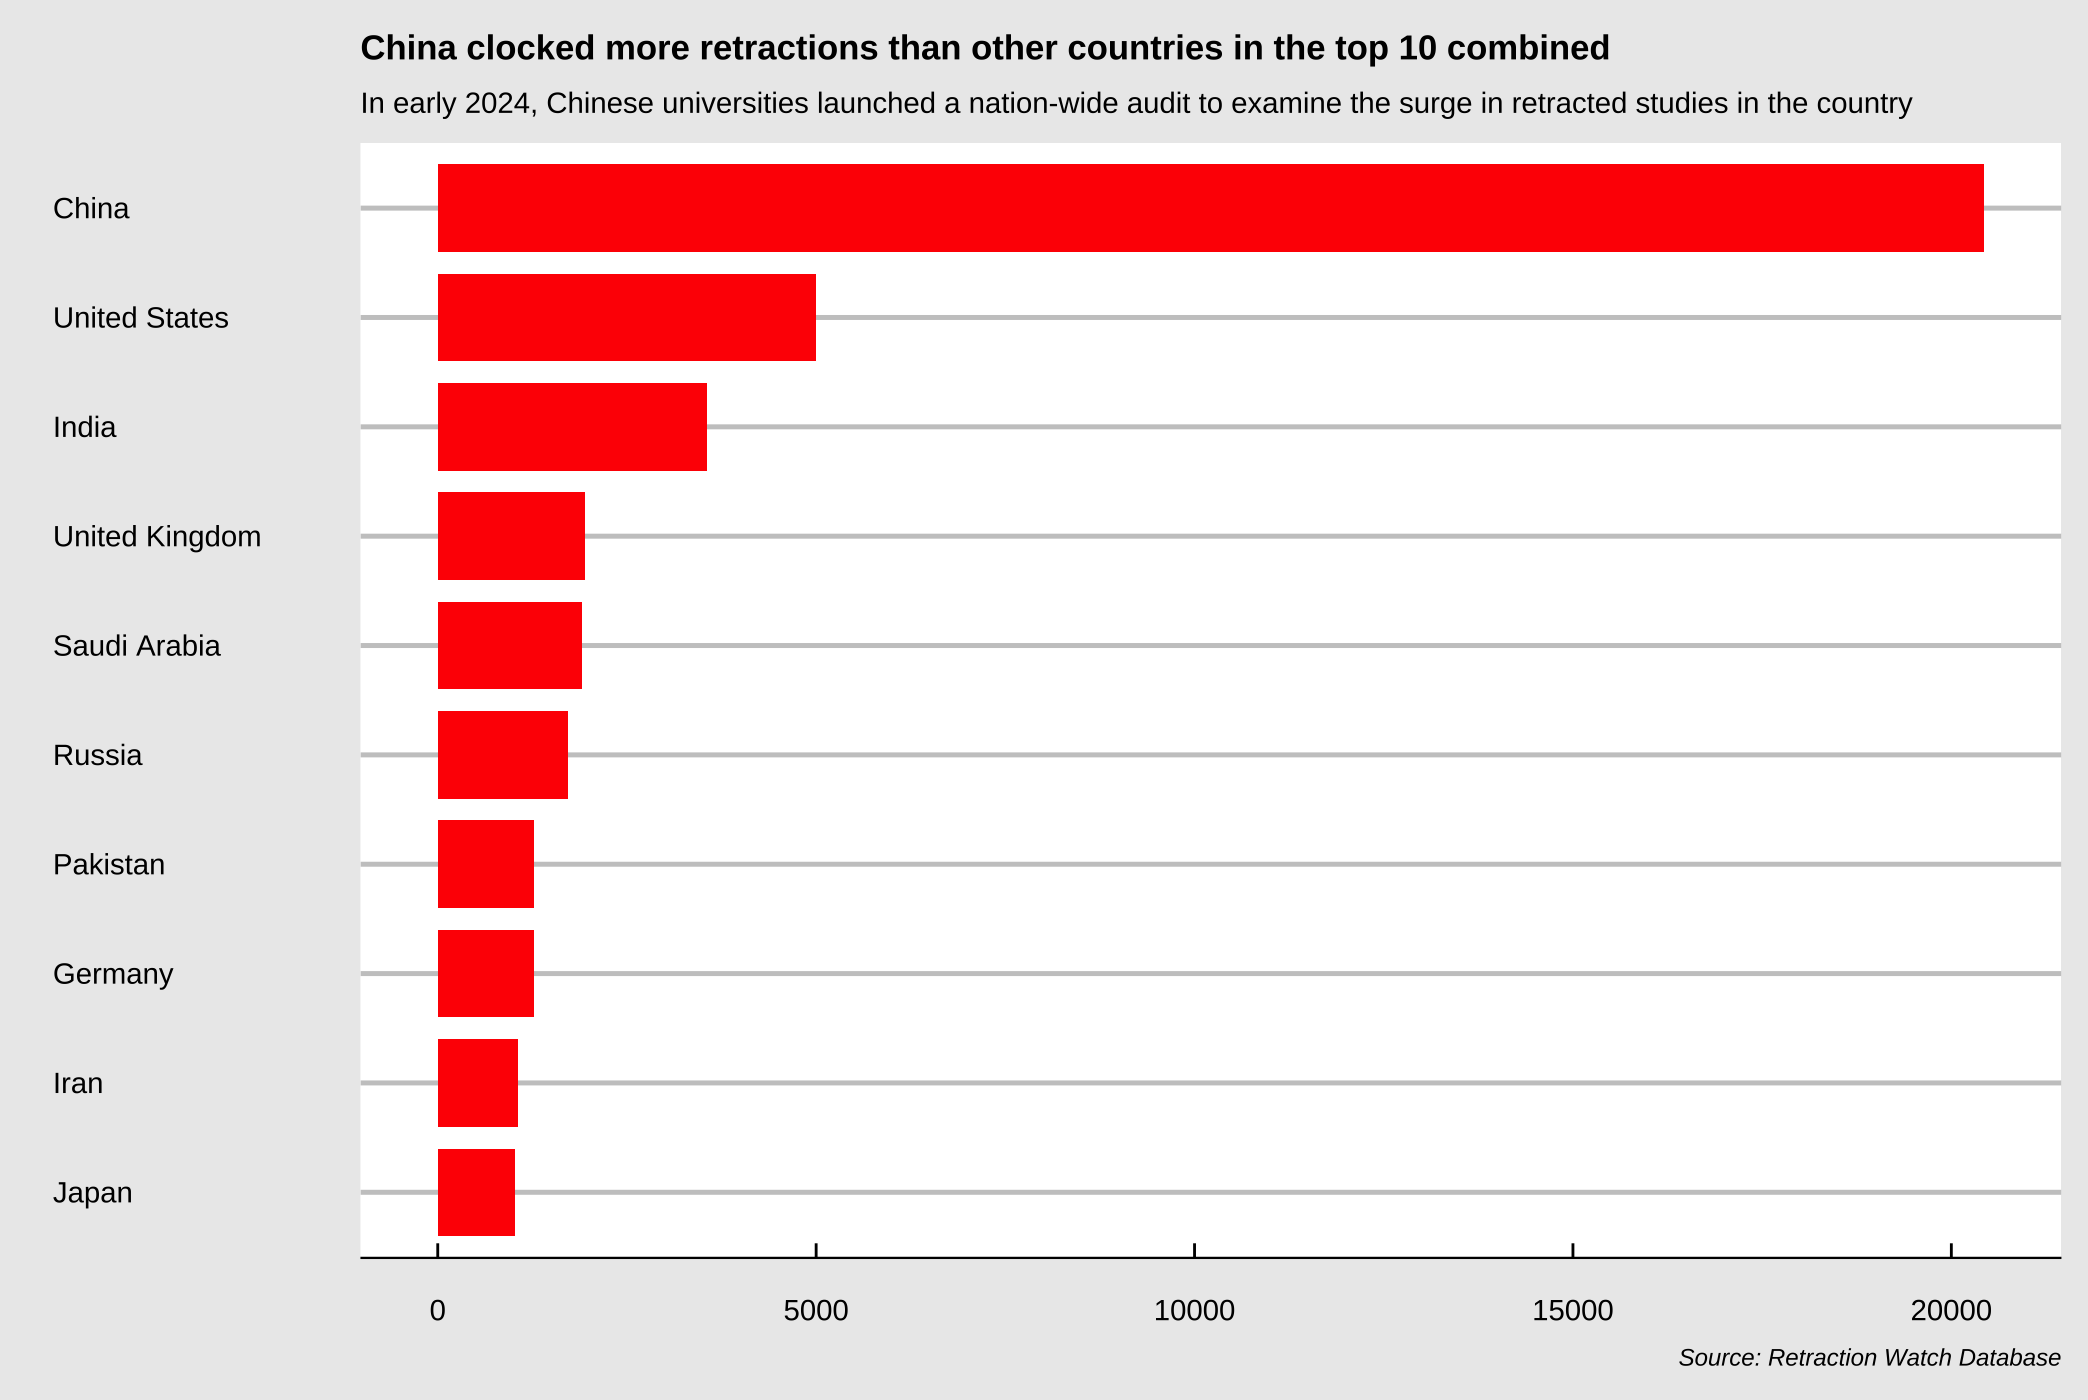 China clocked more retractions than other countries in the top 10 combined
In early 2024, Chinese universities launched a nation-wide audit to examine the surge in retracted studies in the country
China
United States
India
United Kingdom
Saudi Arabia
Russia
Pakistan
Germany
Iran
Japan
0 5000 10000 15000 20000
Source: Retraction Watch Database